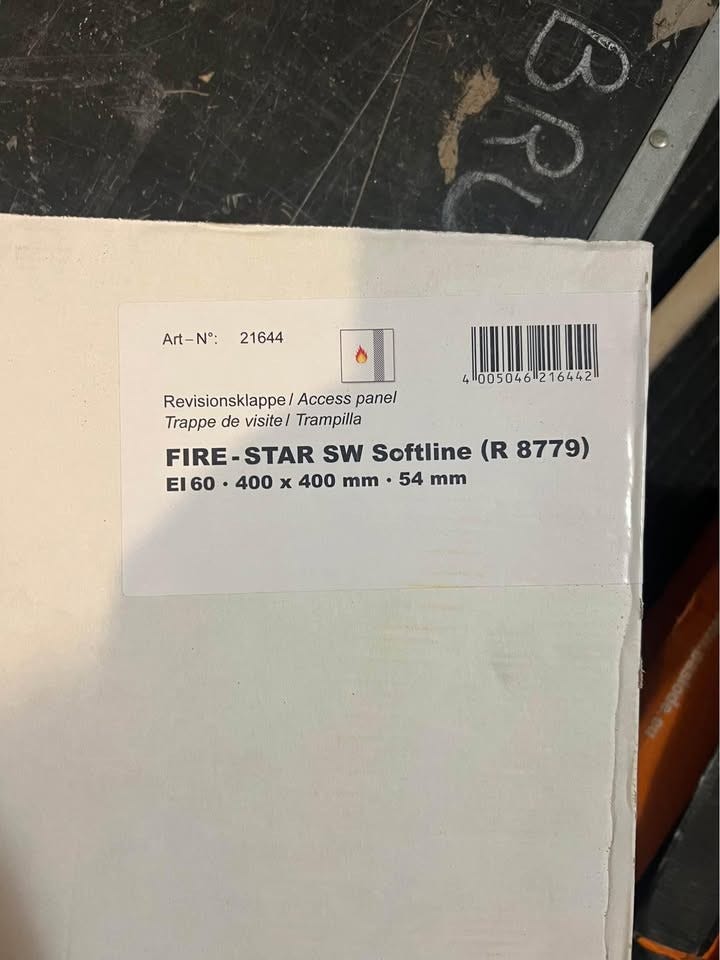 BRU
Art-N°: 21644
4 005046 216442
Revisionsklappe / Access panel
Trappe de visite / Trampilla
FIRE-STAR SW Softline (R 8779)
EI 60 · 400 x 400 mm · 54 mm